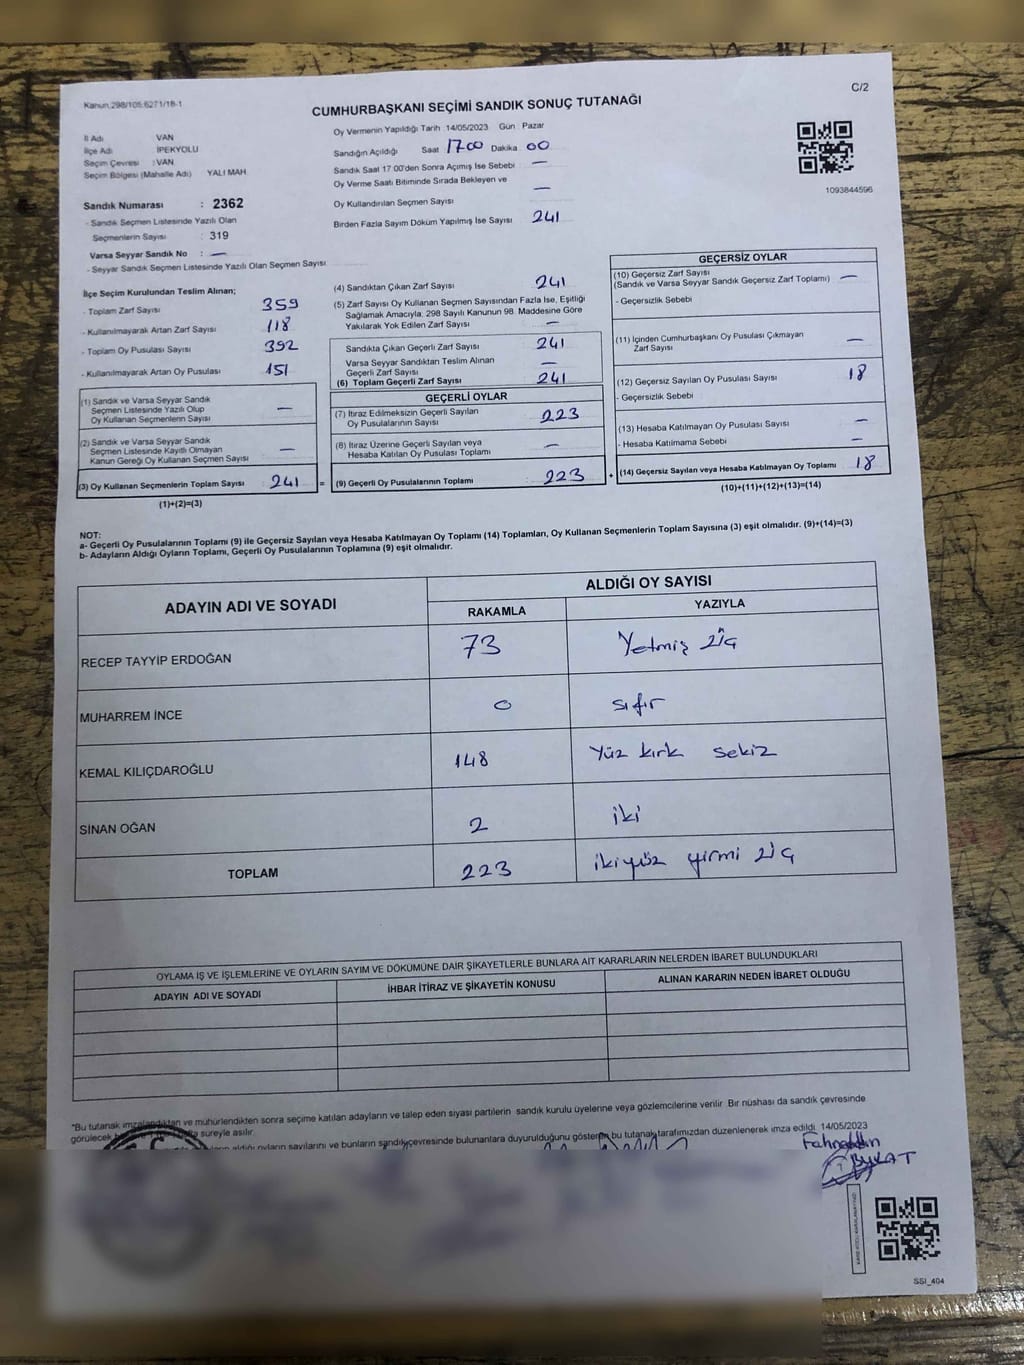 Kanun,298/105.6271/18-1
C/2
CUMHURBAŞKANI SEÇİMİ SANDIK SONUÇ TUTANAĞI
İl Adı VAN
İlçe Adı İPEKYOLU
Seçim Çevresi : VAN
Seçim Bölgesi (Mahalle Adı) YALI MAH.
Oy Vermenin Yapıldığı Tarih :14/05/2023 Gün : Pazar
Sandığın Açıldığı Saat 17 00 Dakika 00
Sandık Saat 17:00'den Sonra Açımış İse Sebebi : —
Oy Verme Saati Bitiminde Sırada Bekleyen ve
Oy Kullandırılan Seçmen Sayısı —
Birden Fazla Sayım Döküm Yapılmış İse Sayısı : 241
1093844596
Sandık Numarası : 2362
- Sandık Seçmen Listesinde Yazılı Olan
Seçmenlerin Sayısı : 319
Varsa Seyyar Sandık No : —
- Seyyar Sandık Seçmen Listesinde Yazılı Olan Seçmen Sayısı
İlçe Seçim Kurulundan Teslim Alınan;
- Toplam Zarf Sayısı 359
- Kullanılmayarak Artan Zarf Sayısı 118
- Toplam Oy Pusulası Sayısı 392
- Kullanılmayarak Artan Oy Pusulası 151
(1) Sandık ve Varsa Seyyar Sandık
Seçmen Listesinde Yazılı Olup
Oy Kullanan Seçmenlerin Sayısı —
(2) Sandık ve Varsa Seyyar Sandık
Seçmen Listesinde Kayıtlı Olmayan
Kanun Gereği Oy Kullanan Seçmen Sayısı —
(3) Oy Kullanan Seçmenlerin Toplam Sayısı 241 =
(1)+(2)=(3)
(4) Sandıktan Çıkan Zarf Sayısı 241
(5) Zarf Sayısı Oy Kullanan Seçmen Sayısından Fazla İse, Eşitliği
Sağlamak Amacıyla, 298 Sayılı Kanunun 98. Maddesine Göre
Yakılarak Yok Edilen Zarf Sayısı —
Sandıkta Çıkan Geçerli Zarf Sayısı 241
Varsa Seyyar Sandıktan Teslim Alınan
Geçerli Zarf Sayısı —
(6) Toplam Geçerli Zarf Sayısı 241
GEÇERLİ OYLAR
(7) İtiraz Edilmeksizin Geçerli Sayılan
Oy Pusulalarının Sayısı 223
(8) İtiraz Üzerine Geçerli Sayılan veya
Hesaba Katılan Oy Pusulası Toplamı —
(9) Geçerli Oy Pusulalarının Toplamı 223 +
GEÇERSİZ OYLAR
(10) Geçersiz Zarf Sayısı —
(Sandık ve Varsa Seyyar Sandık Geçersiz Zarf Toplamı)
- Geçersizlik Sebebi
(11) İçinden Cumhurbaşkanı Oy Pusulası Çıkmayan
Zarf Sayısı —
(12) Geçersiz Sayılan Oy Pusulası Sayısı 18
- Geçersizlik Sebebi
(13) Hesaba Katılmayan Oy Pusulası Sayısı —
- Hesaba Katılmama Sebebi —
(14) Geçersiz Sayılan veya Hesaba Katılmayan Oy Toplamı 18
(10)+(11)+(12)+(13)=(14)
NOT:
a- Geçerli Oy Pusulalarının Toplamı (9) ile Geçersiz Sayılan veya Hesaba Katılmayan Oy Toplamı (14) Toplamları, Oy Kullanan Seçmenlerin Toplam Sayısına (3) eşit olmalıdır. (9)+(14)=(3)
b- Adayların Aldığı Oyların Toplamı, Geçerli Oy Pusulalarının Toplamına (9) eşit olmalıdır.
ADAYIN ADI VE SOYADI
ALDIĞI OY SAYISI
RAKAMLA YAZIYLA
RECEP TAYYİP ERDOĞAN 73 Yetmiş üç
MUHARREM İNCE 0 sıfır
KEMAL KILIÇDAROĞLU 148 Yüz kırk sekiz
SİNAN OĞAN 2 iki
TOPLAM 223 ikiyüz yirmi üç
OYLAMA İŞ VE İŞLEMLERİNE VE OYLARIN SAYIM VE DÖKÜMÜNE DAİR ŞİKAYETLERLE BUNLARA AİT KARARLARIN NELERDEN İBARET BULUNDUKLARI
ADAYIN ADI VE SOYADI İHBAR İTİRAZ VE ŞİKAYETİN KONUSU ALINAN KARARIN NEDEN İBARET OLDUĞU
*Bu tutanak imzalandıktan ve mühürlendikten sonra seçime katılan adayların ve talep eden siyasi partilerin sandık kurulu üyelerine veya gözlemcilerine verilir. Bir nüshası da sandık çevresinde
görülecek süreyle asılır.
aldığı oyların sayılarını ve bunların sandık çevresinde bulunanlara duyurulduğunu gösteren bu tutanak tarafımızdan düzenlenerek imza edildi. 14/05/2023
Fahrettin
SSI_404